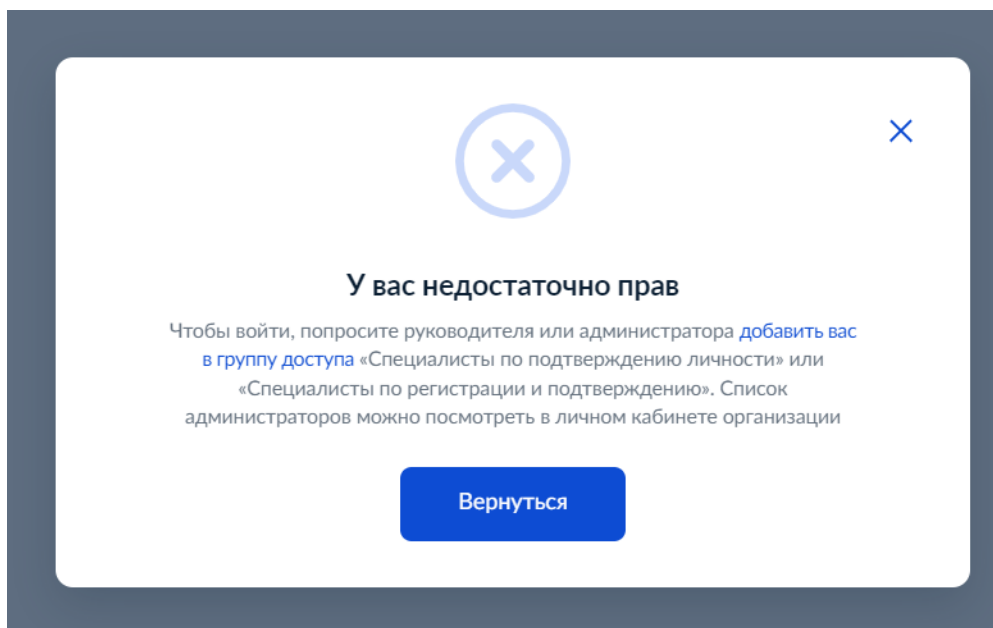 У вас недостаточно прав
Чтобы войти, попросите руководителя или администратора добавить вас
в группу доступа «Специалисты по подтверждению личности» или
«Специалисты по регистрации и подтверждению». Список
администраторов можно посмотреть в личном кабинете организации
Вернуться